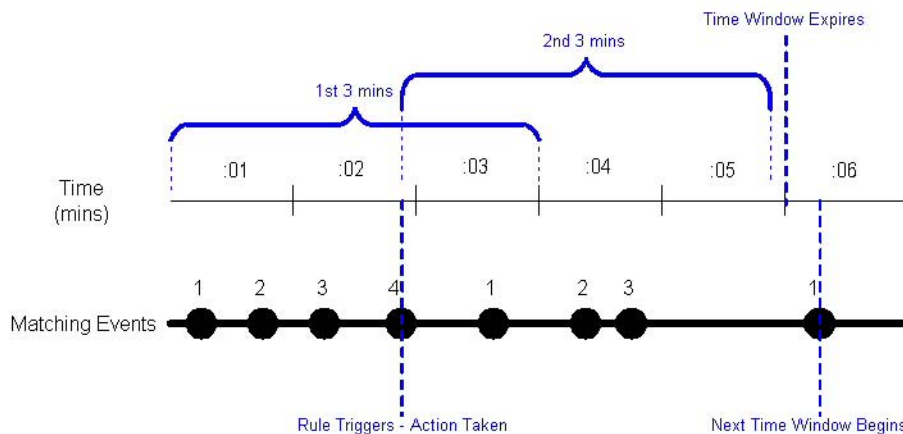 Time Window Expires
2nd 3 mins
1st 3 mins
:01 :02 :03 :04 :05 :06
Time
(mins)
1 2 3 4 1 2 3 1
Matching Events
Rule Triggers - Action Taken
Next Time Window Begins